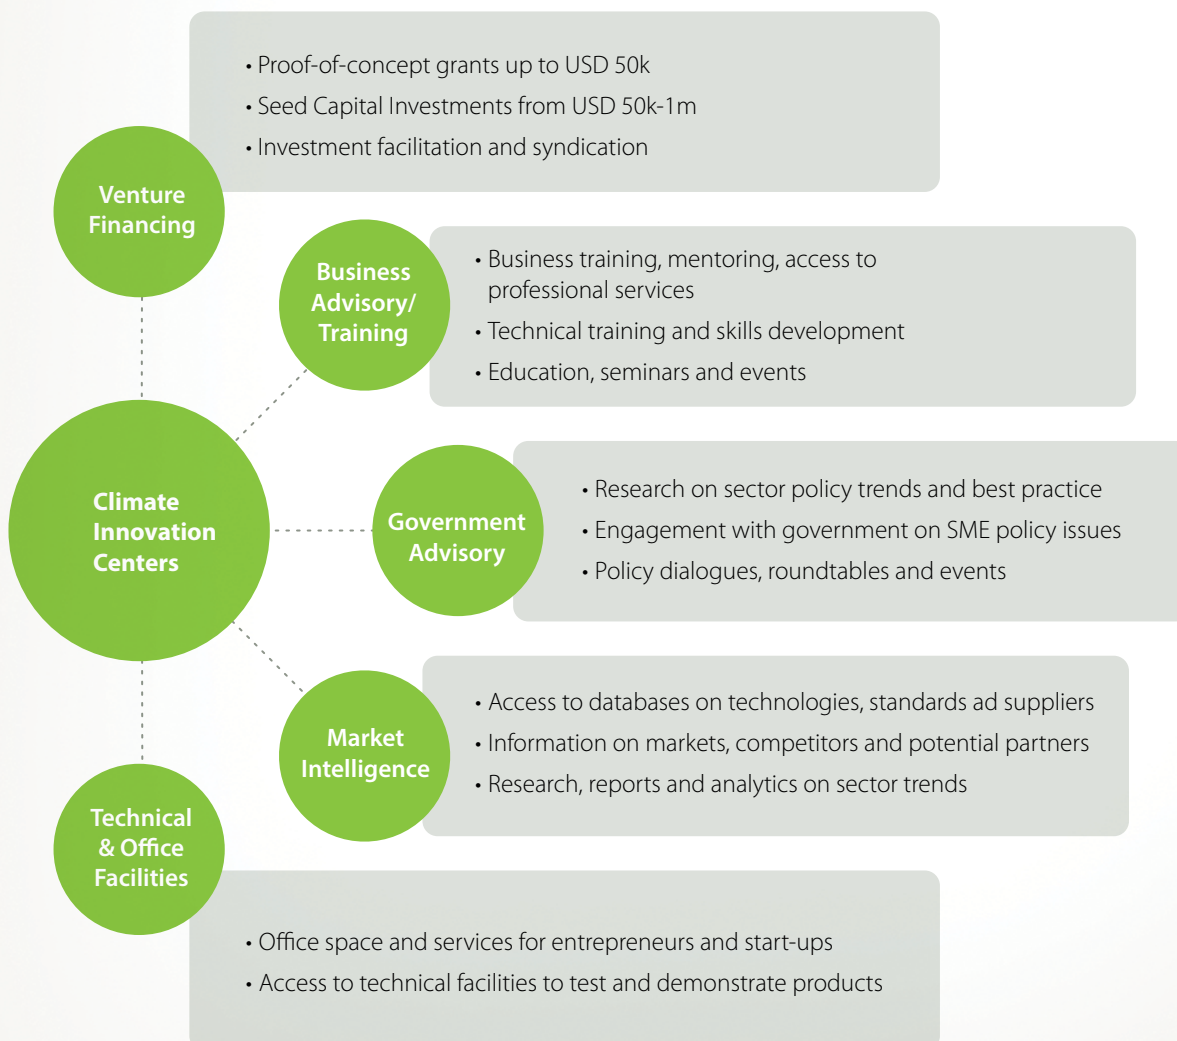 • Proof-of-concept grants up to USD 50k
• Seed Capital Investments from USD 50k-1m
• Investment facilitation and syndication
Venture
Financing
Business
Advisory/
Training
• Business training, mentoring, access to
professional services
• Technical training and skills development
• Education, seminars and events
Climate
Innovation
Centers
Government
Advisory
• Research on sector policy trends and best practice
• Engagement with government on SME policy issues
• Policy dialogues, roundtables and events
Market
Intelligence
• Access to databases on technologies, standards ad suppliers
• Information on markets, competitors and potential partners
• Research, reports and analytics on sector trends
Technical
& Office
Facilities
• Office space and services for entrepreneurs and start-ups
• Access to technical facilities to test and demonstrate products